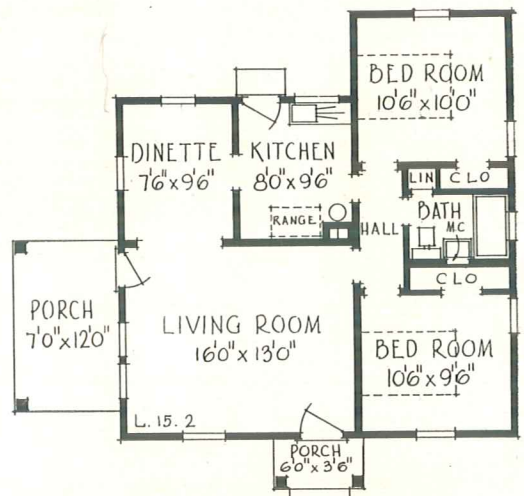 BED ROOM
10'6" x 10'0"
DINETTE
7'6" x 9'6"
KITCHEN
8'0" x 9'6"
LIN
CLO
RANGE
HALL
BATH
MC
CLO
PORCH
7'0" x 12'0"
LIVING ROOM
16'0" x 13'0"
BED ROOM
10'6" x 9'6"
L. 15. 2
PORCH
6'0" x 3'6"